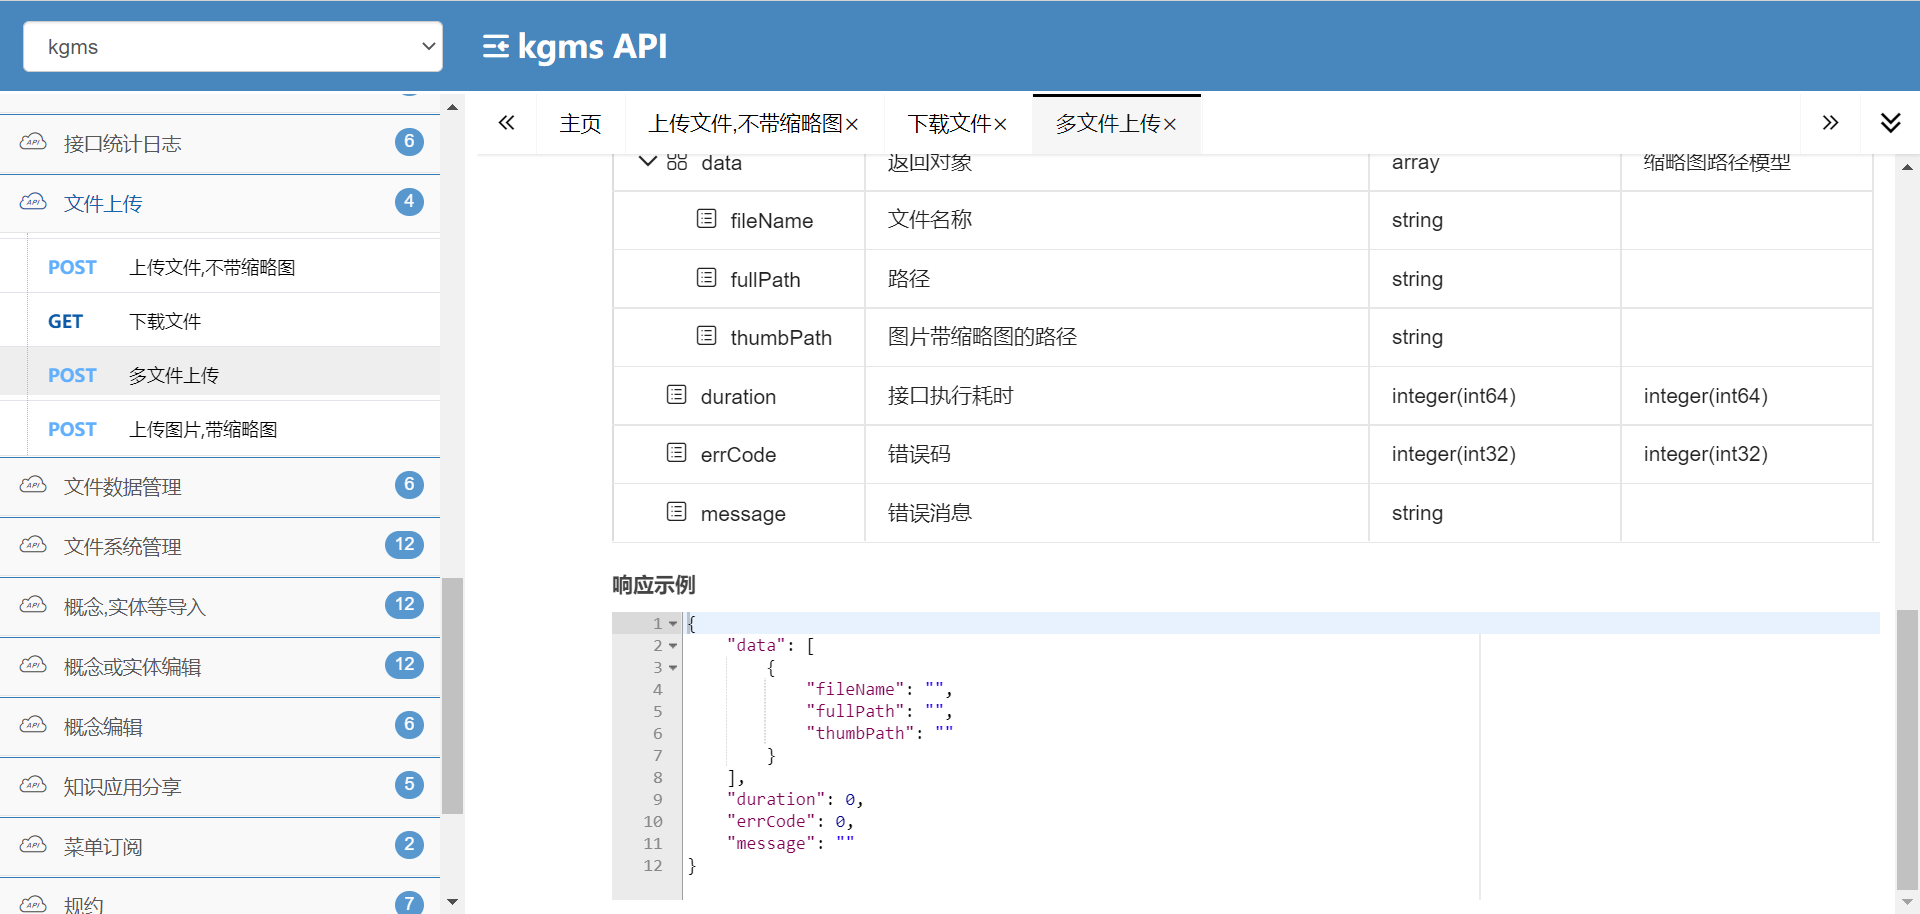 kgms
kgms API
接口统计日志 6
文件上传 4
POST 上传文件,不带缩略图
GET 下载文件
POST 多文件上传
POST 上传图片,带缩略图
文件数据管理 6
文件系统管理 12
概念,实体等导入 12
概念或实体编辑 12
概念编辑 6
知识应用分享 5
菜单订阅 2
规约 7
主页 上传文件,不带缩略图× 下载文件× 多文件上传×
data 返回对象 array 缩略图路径模型
fileName 文件名称 string
fullPath 路径 string
thumbPath 图片带缩略图的路径 string
duration 接口执行耗时 integer(int64) integer(int64)
errCode 错误码 integer(int32) integer(int32)
message 错误消息 string
响应示例
1 {
2 "data": [
3 {
4 "fileName": "",
5 "fullPath": "",
6 "thumbPath": ""
7 }
8 ],
9 "duration": 0,
10 "errCode": 0,
11 "message": ""
12 }